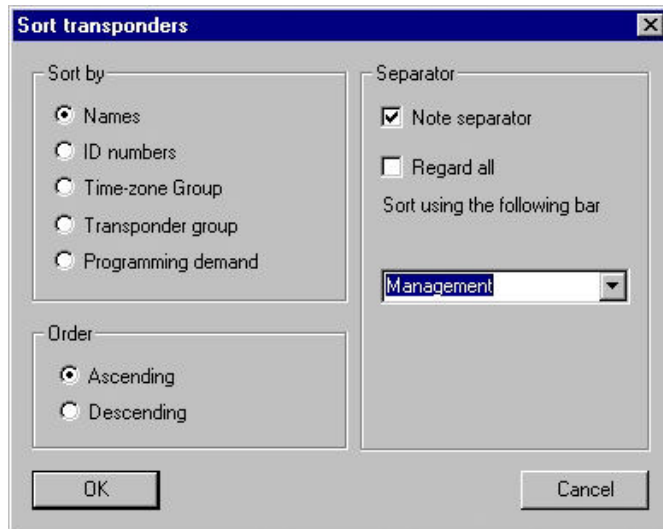 Sort transponders
Sort by
Names
ID numbers
Time-zone Group
Transponder group
Programming demand
Order
Ascending
Descending
Separator
Note separator
Regard all
Sort using the following bar
Management
OK
Cancel